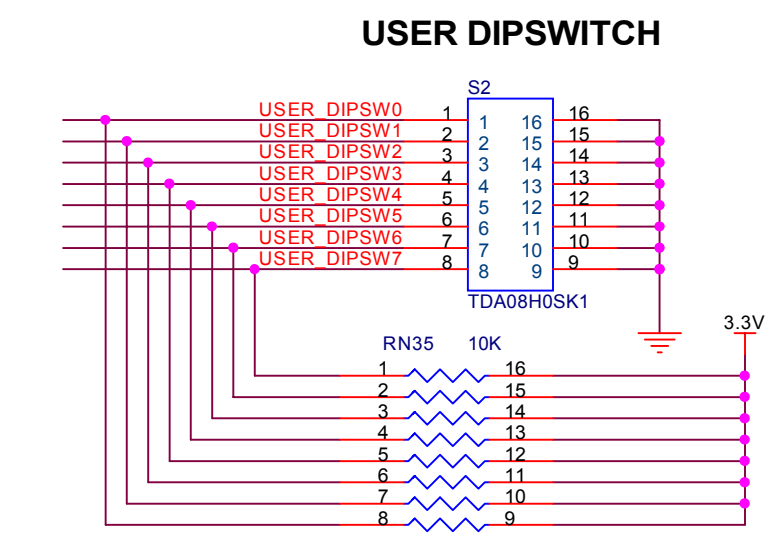 USER DIPSWITCH
S2
USER_DIPSW0 1 1 16 16
USER_DIPSW1 2 2 15 15
USER_DIPSW2 3 3 14 14
USER_DIPSW3 4 4 13 13
USER_DIPSW4 5 5 12 12
USER_DIPSW5 6 6 11 11
USER_DIPSW6 7 7 10 10
USER_DIPSW7 8 8 9 9
TDA08H0SK1
3.3V
RN35 10K
1 16
2 15
3 14
4 13
5 12
6 11
7 10
8 9